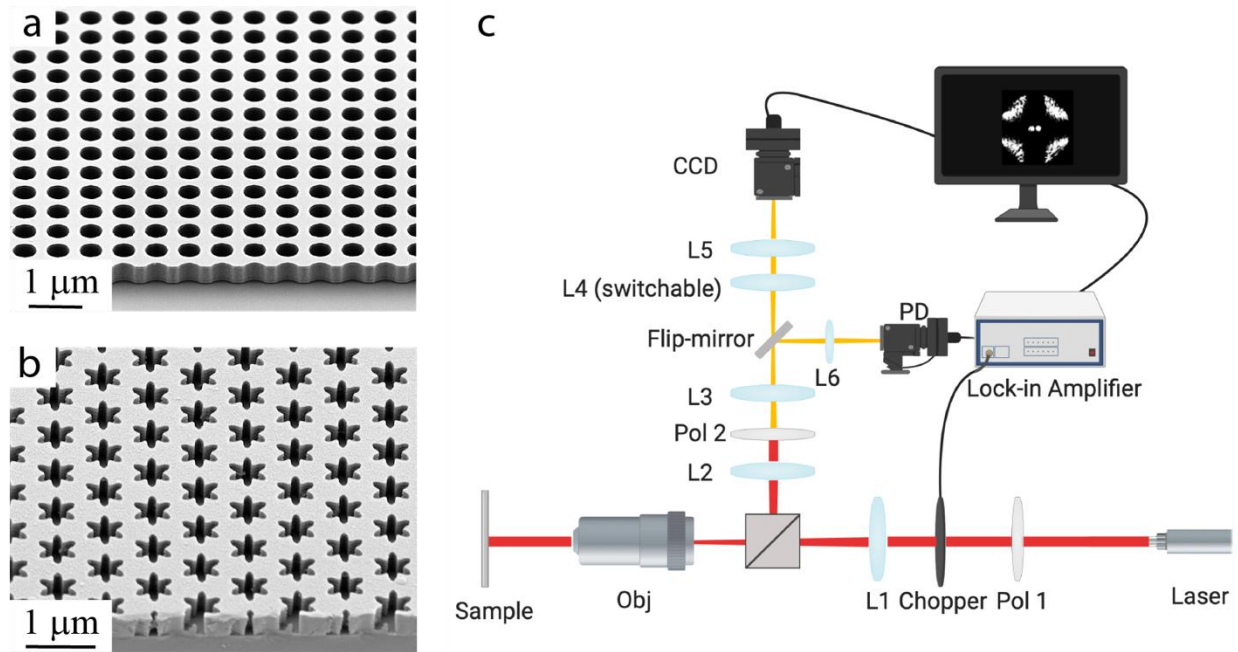 a
1 μm
b
1 μm
c
CCD
L5
L4 (switchable)
Flip-mirror
PD
L6
Lock-in Amplifier
L3
Pol 2
L2
Sample
Obj
L1 Chopper Pol 1
Laser